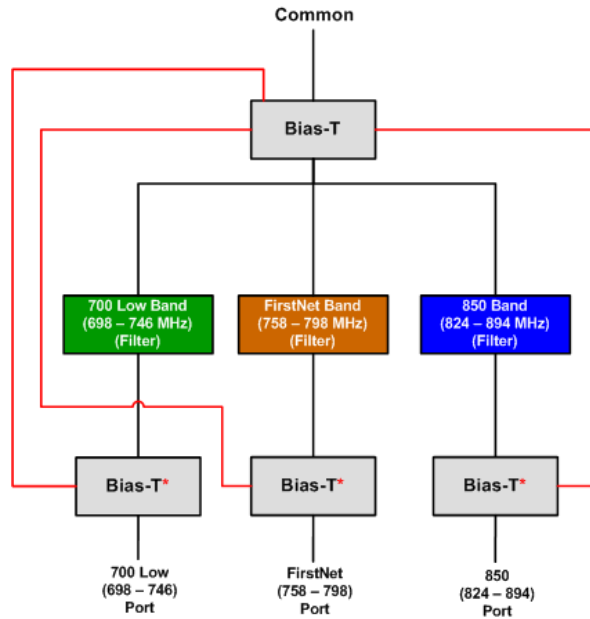 Common
Bias-T
700 Low Band
(698 – 746 MHz)
(Filter)
FirstNet Band
(758 – 798 MHz)
(Filter)
850 Band
(824 – 894 MHz)
(Filter)
Bias-T*
Bias-T*
Bias-T*
700 Low
(698 – 746)
Port
FirstNet
(758 – 798)
Port
850
(824 – 894)
Port